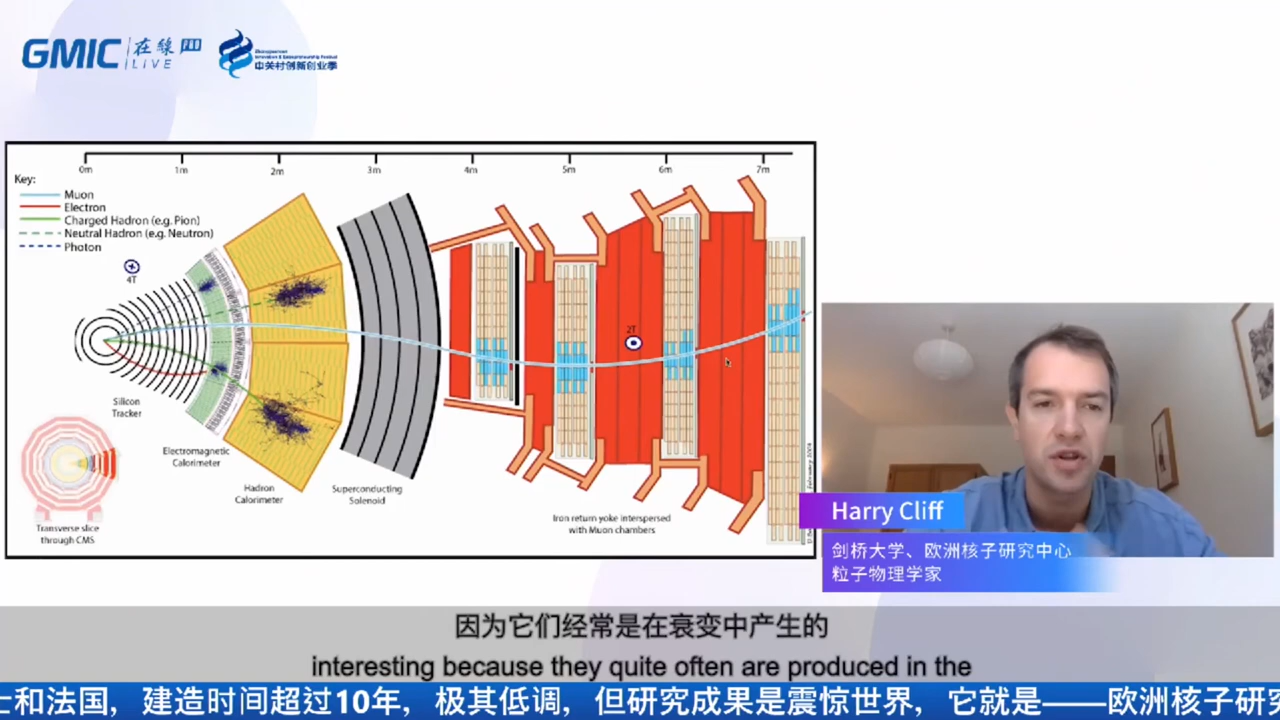 GMIC 在線 PRO
LIVE
中关村创新创业季
0m 1m 2m 3m 4m 5m 6m 7m
Key:
Muon
Electron
Charged Hadron (e.g. Pion)
Neutral Hadron (e.g. Neutron)
Photon
4T
2T
Silicon
Tracker
Electromagnetic
Calorimeter
Hadron
Calorimeter
Superconducting
Solenoid
Iron return yoke interspersed
with Muon chambers
Transverse slice
through CMS
Harry Cliff
剑桥大学、欧洲核子研究中心
粒子物理学家
因为它们经常是在衰变中产生的
interesting because they quite often are produced in the
士和法国，建造时间超过10年，极其低调，但研究成果是震惊世界，它就是——欧洲核子研究